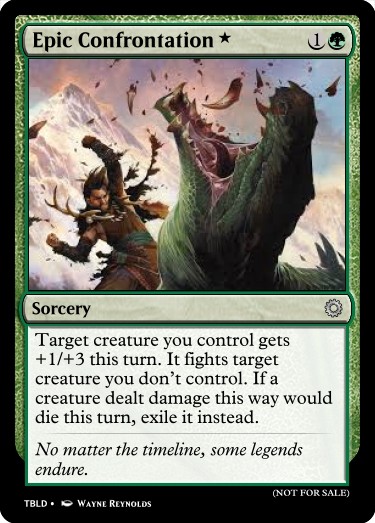 Epic Confrontation ★ 1
Sorcery
Target creature you control gets
+1/+3 this turn. It fights target
creature you don't control. If a
creature dealt damage this way would
die this turn, exile it instead.
No matter the timeline, some legends
endure.
(NOT FOR SALE)
TBLD • Wayne Reynolds